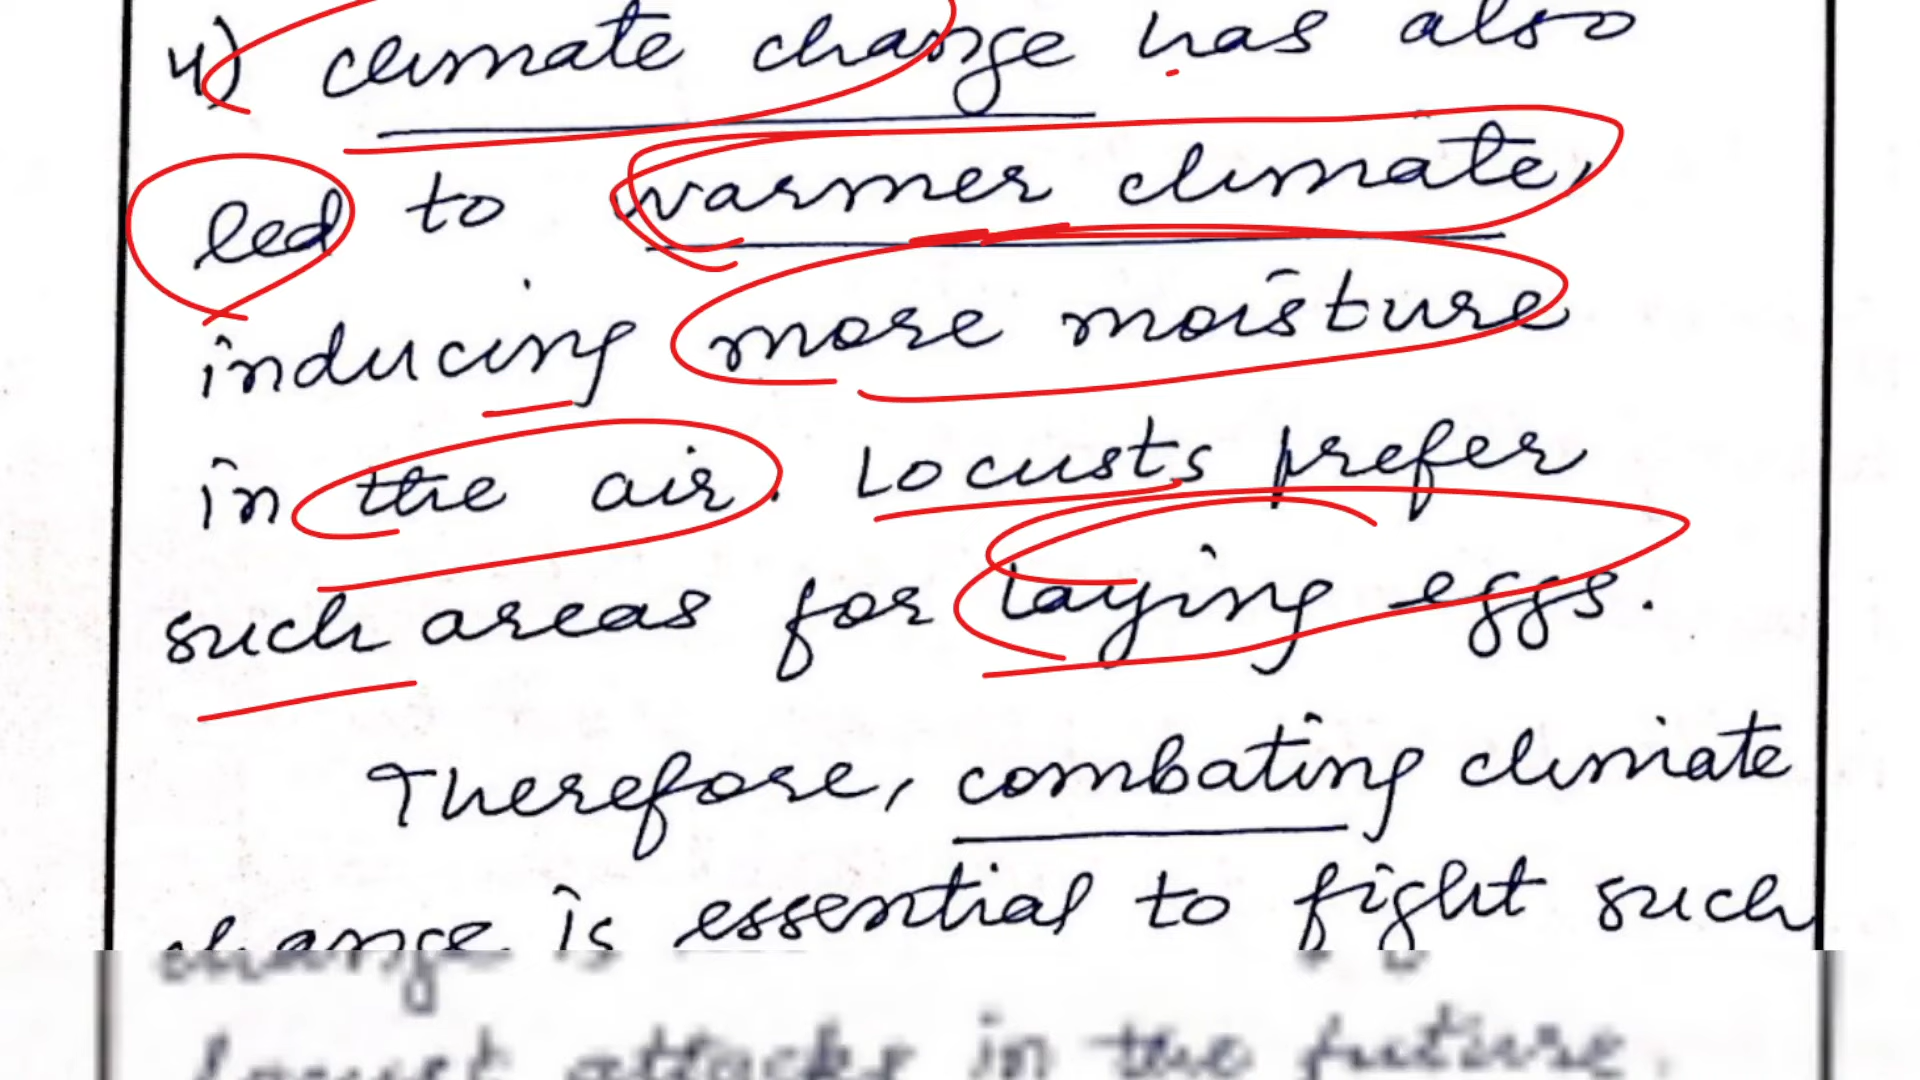 4) climate change has also
led to warmer climate,
inducing more moisture
in the air. Locusts prefer
such areas for laying eggs.
Therefore, combating climate
change is essential to fight such
locust attacks in the future.